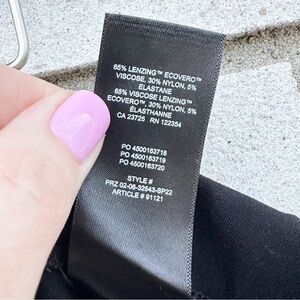 65% LENZING™ ECOVERO™
VISCOSE, 30% NYLON, 5%
ELASTANE
65% VISCOSE LENZING™
ECOVERO™, 30% NYLON, 5%
ÉLASTHANNE
CA 23725 RN 122354
PO 4500163718
PO 4500163719
PO 4500163720
STYLE #
PRZ 02-06-32643-SP22
ARTICLE # 91121